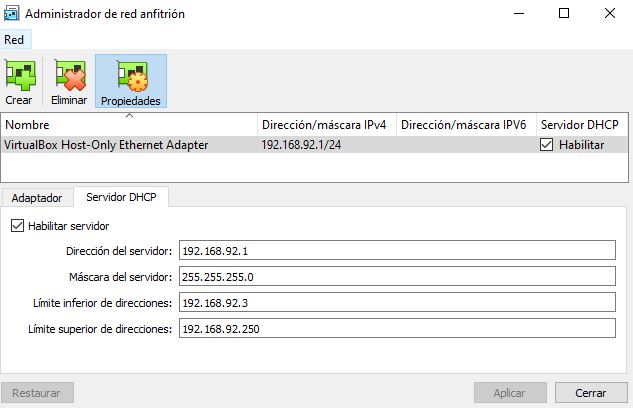 Administrador de red anfitrión
Red
Crear Eliminar Propiedades
Nombre Dirección/máscara IPv4 Dirección/máscara IPV6 Servidor DHCP
VirtualBox Host-Only Ethernet Adapter 192.168.92.1/24 Habilitar
Adaptador Servidor DHCP
Habilitar servidor
Dirección del servidor: 192.168.92.1
Máscara del servidor: 255.255.255.0
Límite inferior de direcciones: 192.168.92.3
Límite superior de direcciones: 192.168.92.250
Restaurar Aplicar Cerrar